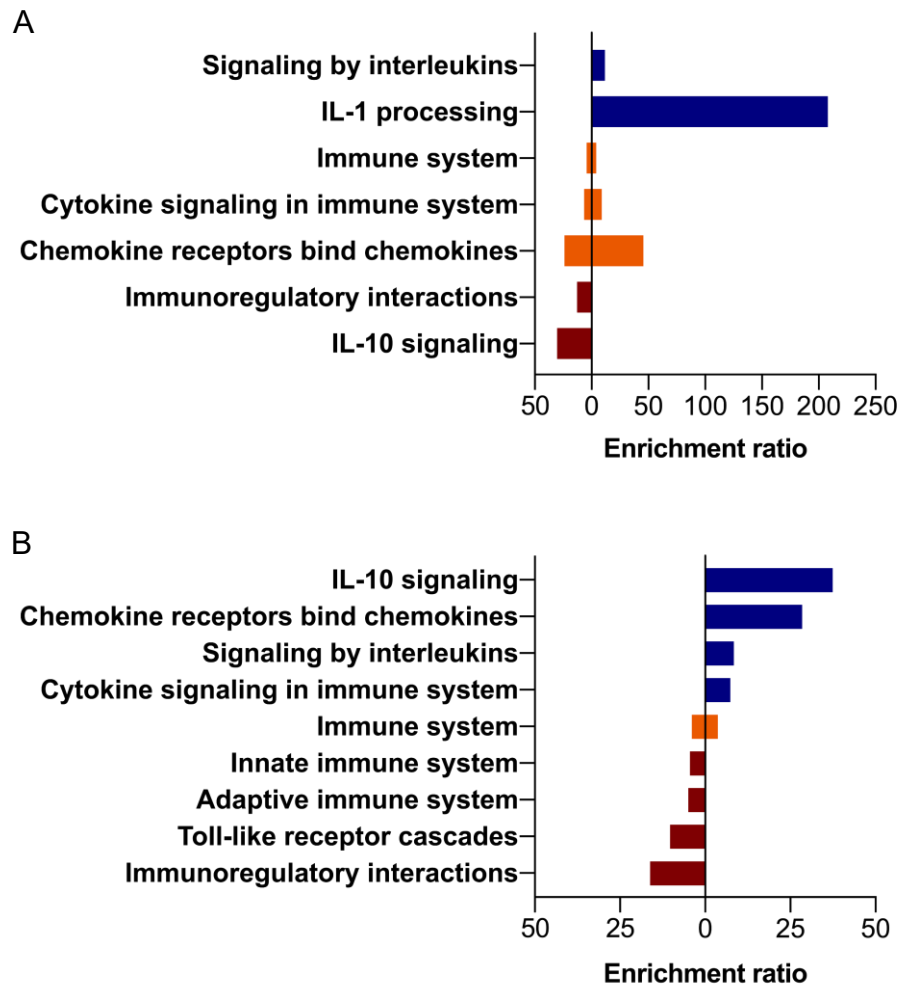 A
Signaling by interleukins
IL-1 processing
Immune system
Cytokine signaling in immune system
Chemokine receptors bind chemokines
Immunoregulatory interactions
IL-10 signaling
50 0 50 100 150 200 250
Enrichment ratio
B
IL-10 signaling
Chemokine receptors bind chemokines
Signaling by interleukins
Cytokine signaling in immune system
Immune system
Innate immune system
Adaptive immune system
Toll-like receptor cascades
Immunoregulatory interactions
50 25 0 25 50
Enrichment ratio